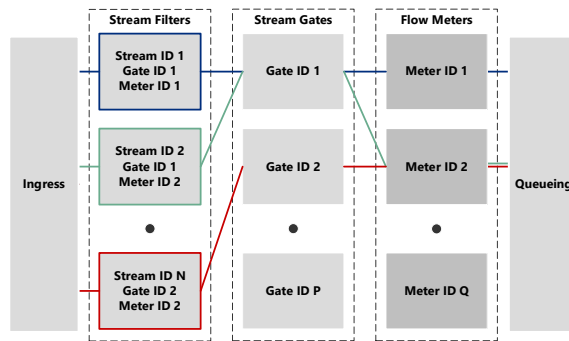 Stream Filters
Stream Gates
Flow Meters
Ingress
Stream ID 1
Gate ID 1
Meter ID 1
Stream ID 2
Gate ID 1
Meter ID 2
Stream ID N
Gate ID 2
Meter ID 2
Gate ID 1
Gate ID 2
Gate ID P
Meter ID 1
Meter ID 2
Meter ID Q
Queueing